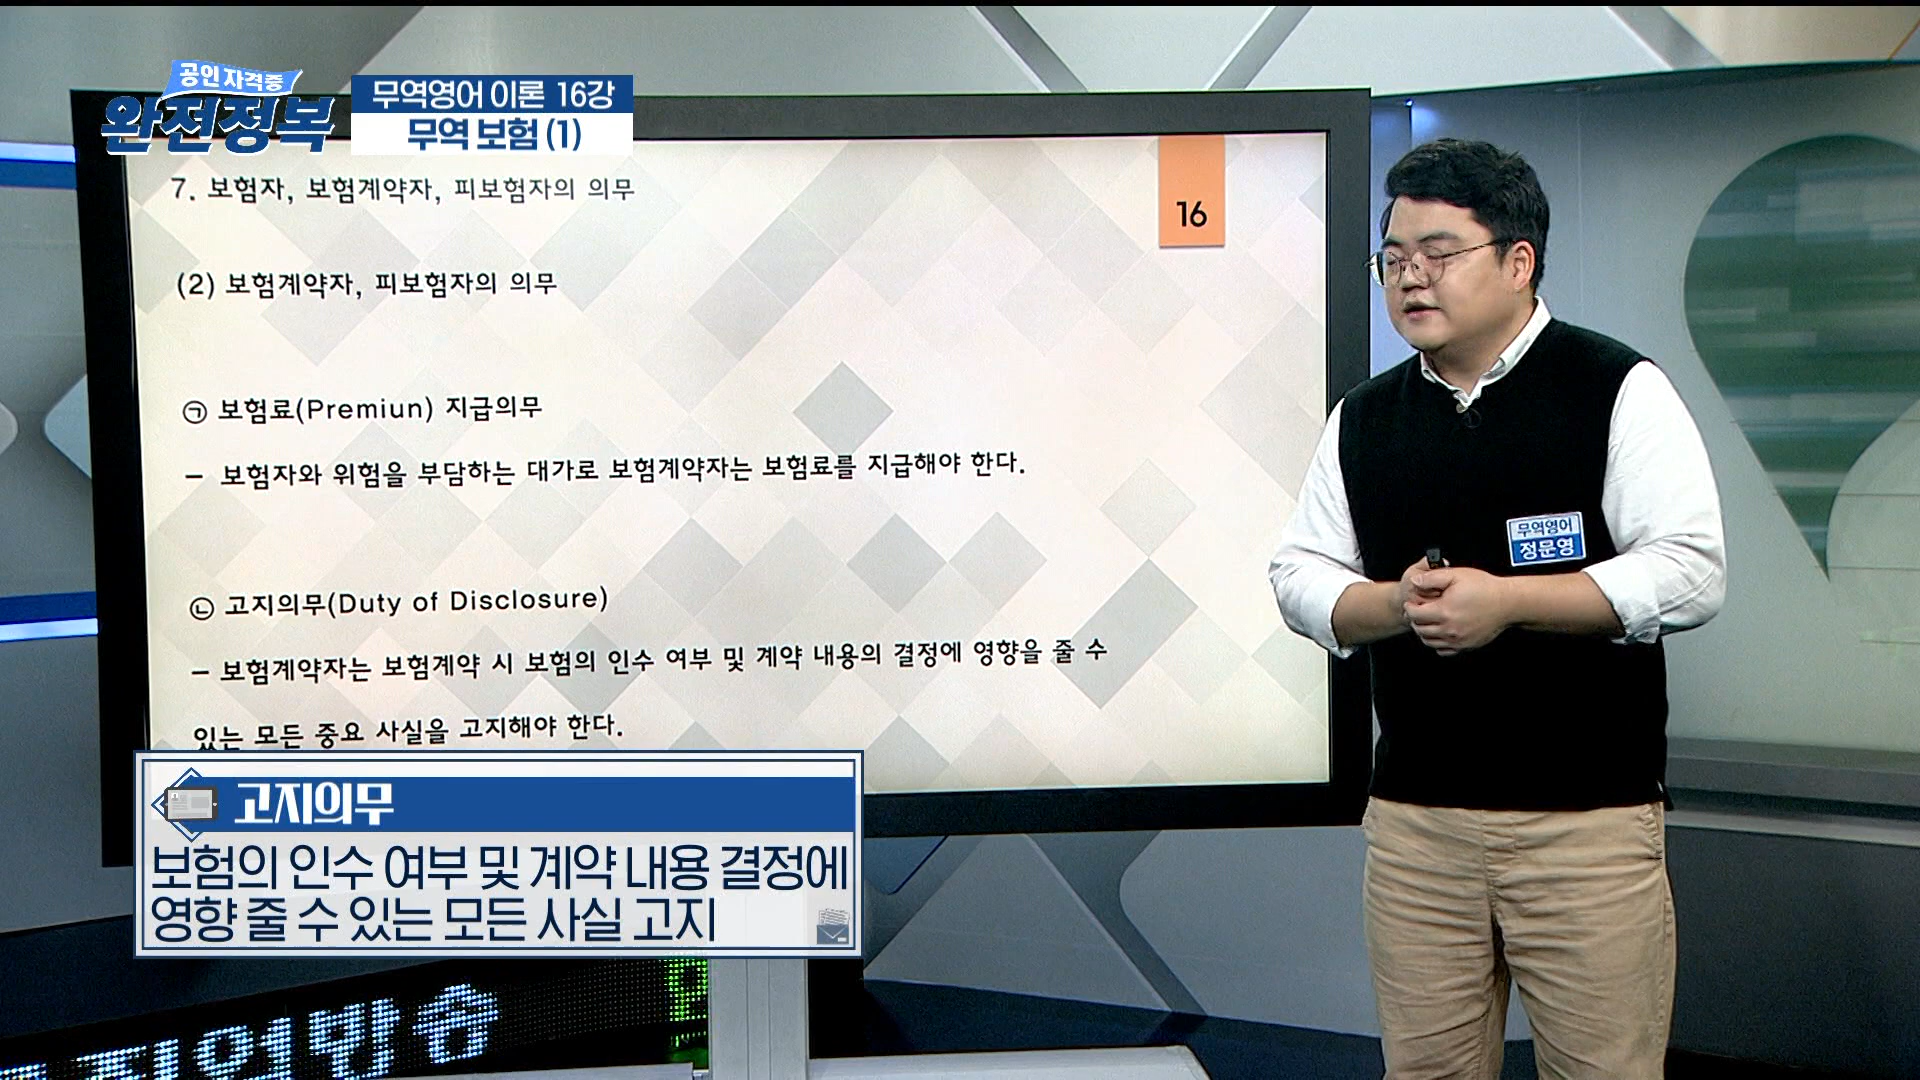 공인 자격증
완전정복
무역영어 이론 16강
무역 보험 (1)
7. 보험자, 보험계약자, 피보험자의 의무
16
(2) 보험계약자, 피보험자의 의무
㉠ 보험료(Premiun) 지급의무
- 보험자와 위험을 부담하는 대가로 보험계약자는 보험료를 지급해야 한다.
㉡ 고지의무(Duty of Disclosure)
- 보험계약자는 보험계약 시 보험의 인수 여부 및 계약 내용의 결정에 영향을 줄 수
있는 모든 중요 사실을 고지해야 한다.
무역영어
정문영
고지의무
보험의 인수 여부 및 계약 내용 결정에
영향 줄 수 있는 모든 사실 고지
직업방송